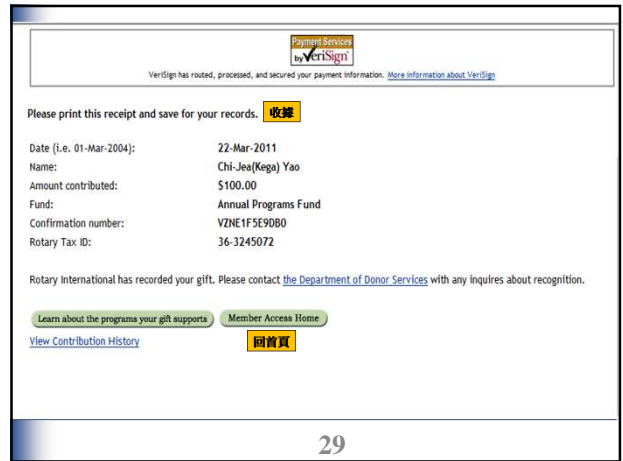 Payment Services
by VeriSign
VeriSign has routed, processed, and secured your payment information. More information about VeriSign
Please print this receipt and save for your records. 收據
Date (i.e. 01-Mar-2004): 22-Mar-2011
Name: Chi-Jea(Kega) Yao
Amount contributed: $100.00
Fund: Annual Programs Fund
Confirmation number: VZNE1F5E9DB0
Rotary Tax ID: 36-3245072
Rotary International has recorded your gift. Please contact the Department of Donor Services with any inquires about recognition.
Learn about the programs your gift supports Member Access Home
View Contribution History 回首頁
29